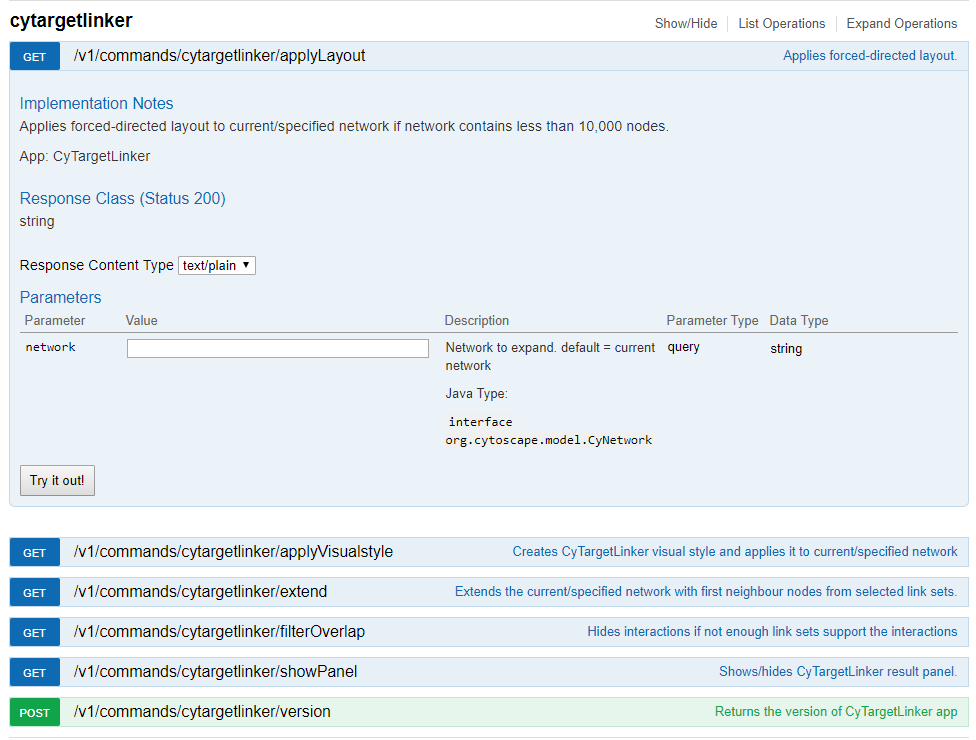 cytargetlinker
Show/Hide List Operations Expand Operations
GET /v1/commands/cytargetlinker/applyLayout Applies forced-directed layout.
Implementation Notes
Applies forced-directed layout to current/specified network if network contains less than 10,000 nodes.
App: CyTargetLinker
Response Class (Status 200)
string
Response Content Type text/plain ▼
Parameters
Parameter Value Description Parameter Type Data Type
network Network to expand. default = current query string
network
Java Type:
interface
org.cytoscape.model.CyNetwork
Try it out!
GET /v1/commands/cytargetlinker/applyVisualstyle Creates CyTargetLinker visual style and applies it to current/specified network
GET /v1/commands/cytargetlinker/extend Extends the current/specified network with first neighbour nodes from selected link sets.
GET /v1/commands/cytargetlinker/filterOverlap Hides interactions if not enough link sets support the interactions
GET /v1/commands/cytargetlinker/showPanel Shows/hides CyTargetLinker result panel.
POST /v1/commands/cytargetlinker/version Returns the version of CyTargetLinker app